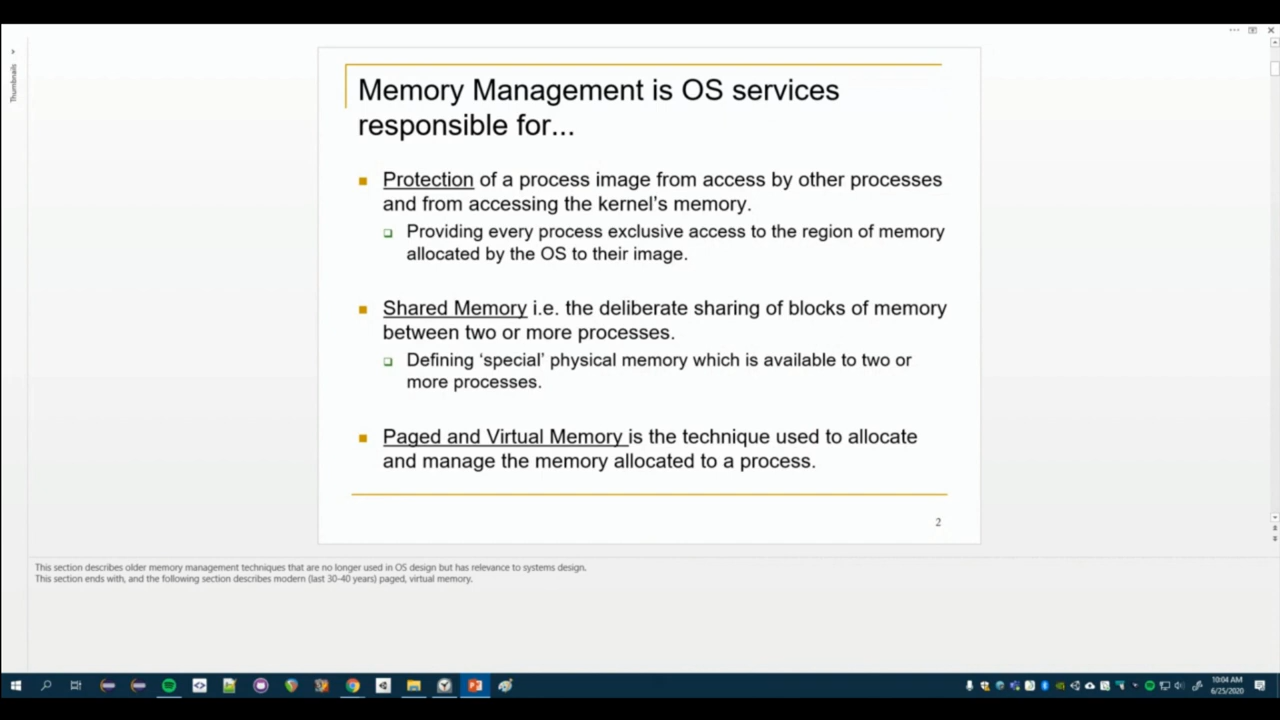 Thumbnails
Memory Management is OS services
responsible for...
Protection of a process image from access by other processes
and from accessing the kernel's memory.
Providing every process exclusive access to the region of memory
allocated by the OS to their image.
Shared Memory i.e. the deliberate sharing of blocks of memory
between two or more processes.
Defining ‘special’ physical memory which is available to two or
more processes.
Paged and Virtual Memory is the technique used to allocate
and manage the memory allocated to a process.
2
This section describes older memory management techniques that are no longer used in OS design but has relevance to systems design.
This section ends with, and the following section describes modern (last 30-40 years) paged, virtual memory.
10:04 AM
6/25/2020